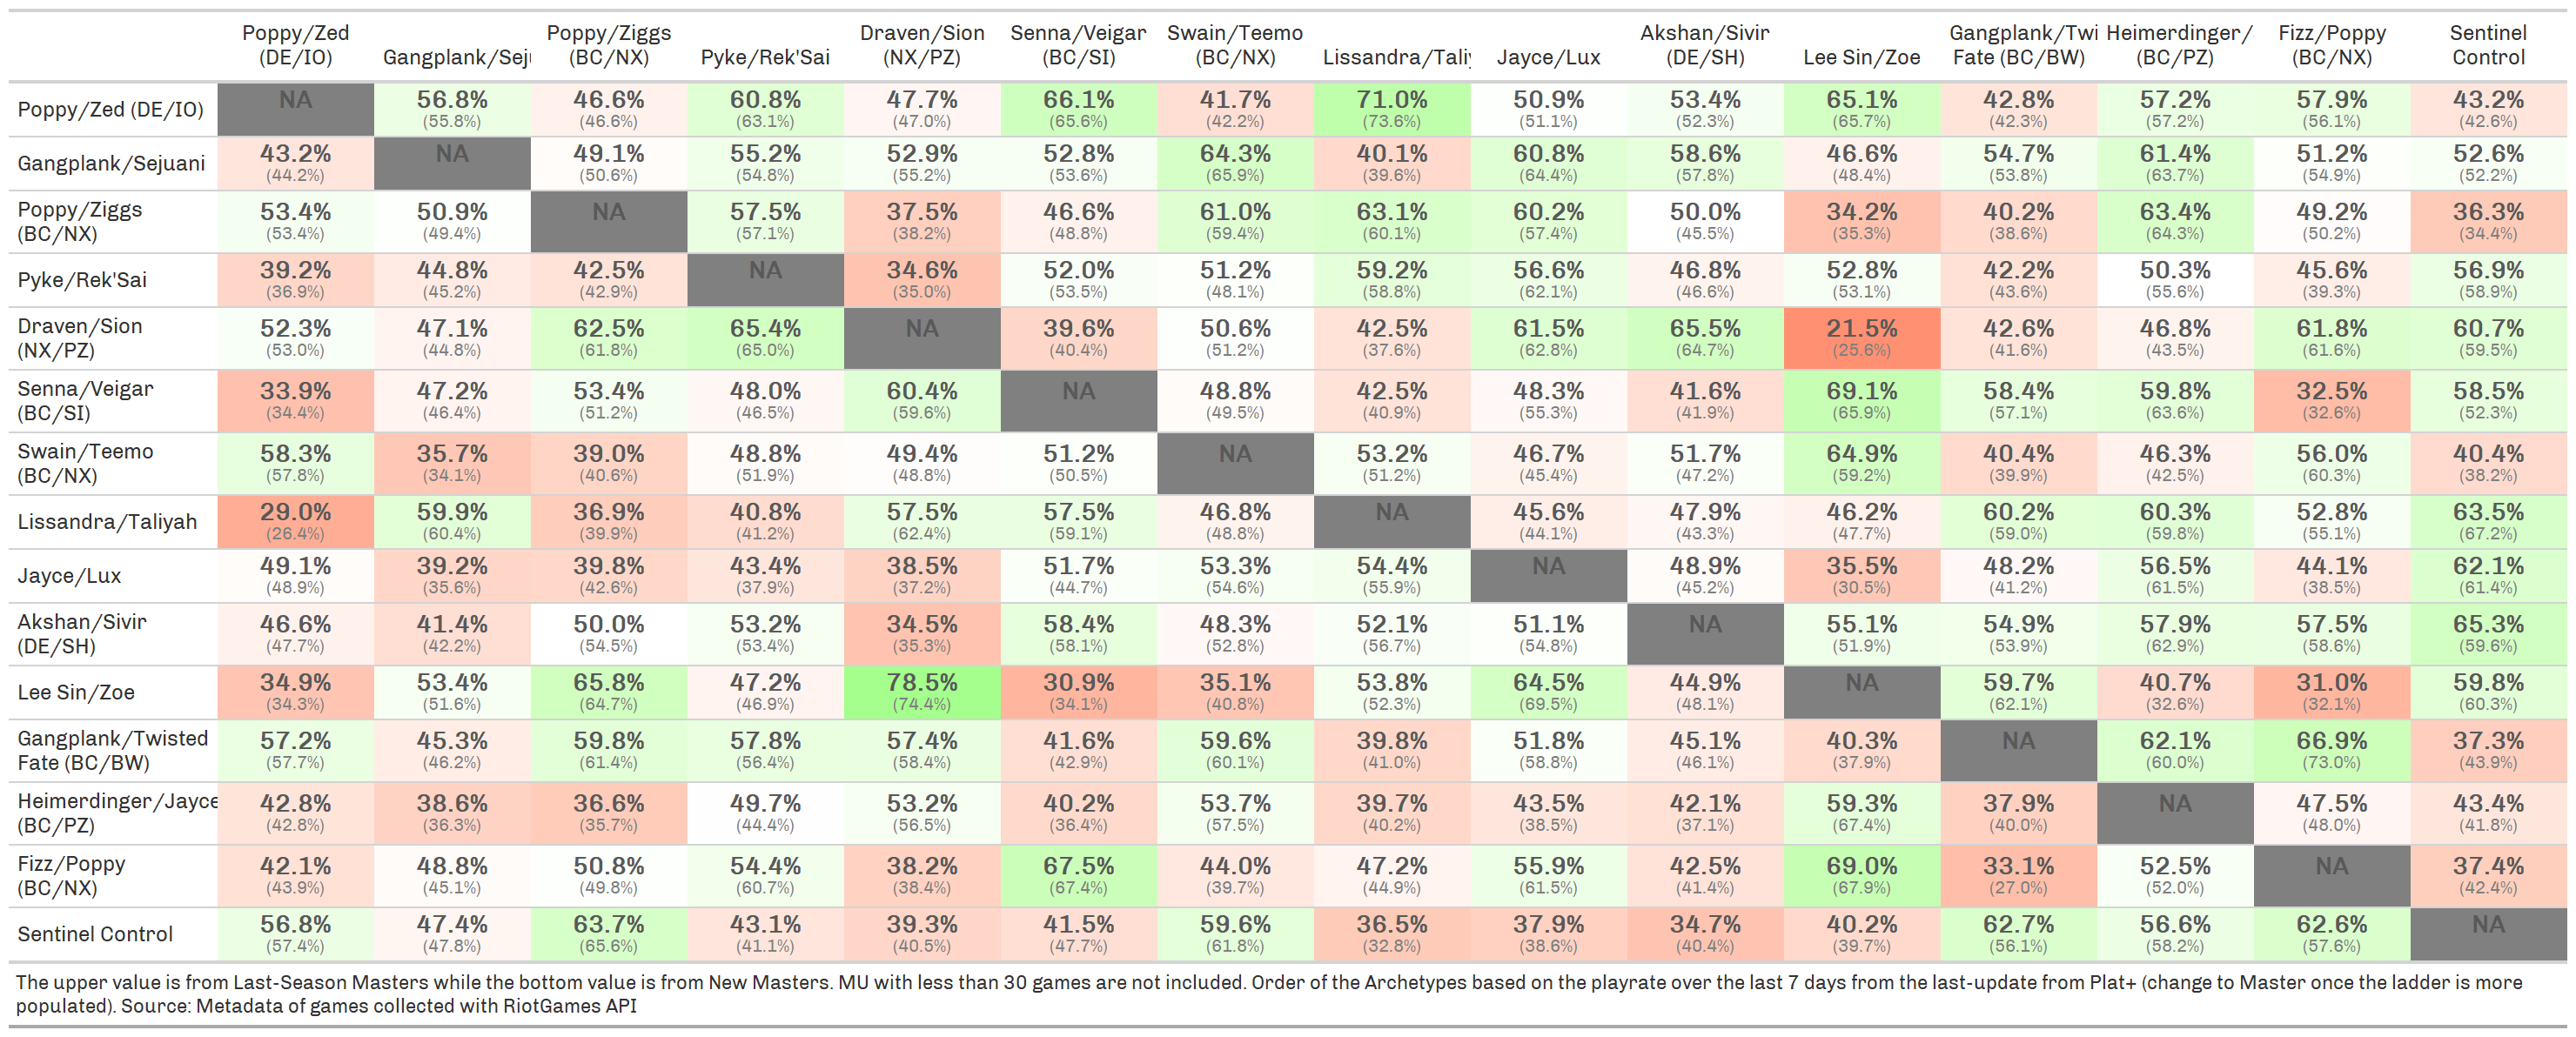 Poppy/Zed (DE/IO) Gangplank/Seju Poppy/Ziggs (BC/NX) Pyke/Rek'Sai Draven/Sion (NX/PZ) Senna/Veigar (BC/SI) Swain/Teemo (BC/NX) Lissandra/Taliy Jayce/Lux Akshan/Sivir (DE/SH) Lee Sin/Zoe Gangplank/Twi Fate (BC/BW) Heimerdinger/ (BC/PZ) Fizz/Poppy (BC/NX) Sentinel Control
Poppy/Zed (DE/IO) NA 56.8% 46.6% 60.8% 47.7% 66.1% 41.7% 71.0% 50.9% 53.4% 65.1% 42.8% 57.2% 57.9% 43.2%
(55.8%) (46.6%) (63.1%) (47.0%) (65.6%) (42.2%) (73.6%) (51.1%) (52.3%) (65.7%) (42.3%) (57.2%) (56.1%) (42.6%)
Gangplank/Sejuani 43.2% NA 49.1% 55.2% 52.9% 52.8% 64.3% 40.1% 60.8% 58.6% 46.6% 54.7% 61.4% 51.2% 52.6%
(44.2%) (50.6%) (54.8%) (55.2%) (53.6%) (65.9%) (39.6%) (64.4%) (57.8%) (48.4%) (53.8%) (63.7%) (54.9%) (52.2%)
Poppy/Ziggs (BC/NX) 53.4% 50.9% NA 57.5% 37.5% 46.6% 61.0% 63.1% 60.2% 50.0% 34.2% 40.2% 63.4% 49.2% 36.3%
(53.4%) (49.4%) (57.1%) (38.2%) (48.8%) (59.4%) (60.1%) (57.4%) (45.5%) (35.3%) (38.6%) (64.3%) (50.2%) (34.4%)
Pyke/Rek'Sai 39.2% 44.8% 42.5% NA 34.6% 52.0% 51.2% 59.2% 56.6% 46.8% 52.8% 42.2% 50.3% 45.6% 56.9%
(36.9%) (45.2%) (42.9%) (35.0%) (53.5%) (48.1%) (58.8%) (62.1%) (46.6%) (53.1%) (43.6%) (55.6%) (39.3%) (58.9%)
Draven/Sion (NX/PZ) 52.3% 47.1% 62.5% 65.4% NA 39.6% 50.6% 42.5% 61.5% 65.5% 21.5% 42.6% 46.8% 61.8% 60.7%
(53.0%) (44.8%) (61.8%) (65.0%) (40.4%) (51.2%) (37.6%) (62.8%) (64.7%) (25.6%) (41.6%) (43.5%) (61.6%) (59.5%)
Senna/Veigar (BC/SI) 33.9% 47.2% 53.4% 48.0% 60.4% NA 48.8% 42.5% 48.3% 41.6% 69.1% 58.4% 59.8% 32.5% 58.5%
(34.4%) (46.4%) (51.2%) (46.5%) (59.6%) (49.5%) (40.9%) (55.3%) (41.9%) (65.9%) (57.1%) (63.6%) (32.6%) (52.3%)
Swain/Teemo (BC/NX) 58.3% 35.7% 39.0% 48.8% 49.4% 51.2% NA 53.2% 46.7% 51.7% 64.9% 40.4% 46.3% 56.0% 40.4%
(57.8%) (34.1%) (40.6%) (51.9%) (48.8%) (50.5%) (51.2%) (45.4%) (47.2%) (59.2%) (39.9%) (42.5%) (60.3%) (38.2%)
Lissandra/Taliyah 29.0% 59.9% 36.9% 40.8% 57.5% 57.5% 46.8% NA 45.6% 47.9% 46.2% 60.2% 60.3% 52.8% 63.5%
(26.4%) (60.4%) (39.9%) (41.2%) (62.4%) (59.1%) (48.8%) (44.1%) (43.3%) (47.7%) (59.0%) (59.8%) (55.1%) (67.2%)
Jayce/Lux 49.1% 39.2% 39.8% 43.4% 38.5% 51.7% 53.3% 54.4% NA 48.9% 35.5% 48.2% 56.5% 44.1% 62.1%
(48.9%) (35.6%) (42.6%) (37.9%) (37.2%) (44.7%) (54.6%) (55.9%) (45.2%) (30.5%) (41.2%) (61.5%) (38.5%) (61.4%)
Akshan/Sivir (DE/SH) 46.6% 41.4% 50.0% 53.2% 34.5% 58.4% 48.3% 52.1% 51.1% NA 55.1% 54.9% 57.9% 57.5% 65.3%
(47.7%) (42.2%) (54.5%) (53.4%) (35.3%) (58.1%) (52.8%) (56.7%) (54.8%) (51.9%) (53.9%) (62.9%) (58.6%) (59.6%)
Lee Sin/Zoe 34.9% 53.4% 65.8% 47.2% 78.5% 30.9% 35.1% 53.8% 64.5% 44.9% NA 59.7% 40.7% 31.0% 59.8%
(34.3%) (51.6%) (64.7%) (46.9%) (74.4%) (34.1%) (40.8%) (52.3%) (69.5%) (48.1%) (62.1%) (32.6%) (32.1%) (60.3%)
Gangplank/Twisted Fate (BC/BW) 57.2% 45.3% 59.8% 57.8% 57.4% 41.6% 59.6% 39.8% 51.8% 45.1% 40.3% NA 62.1% 66.9% 37.3%
(57.7%) (46.2%) (61.4%) (56.4%) (58.4%) (42.9%) (60.1%) (41.0%) (58.8%) (46.1%) (37.9%) (60.0%) (73.0%) (43.9%)
Heimerdinger/Jayce (BC/PZ) 42.8% 38.6% 36.6% 49.7% 53.2% 40.2% 53.7% 39.7% 43.5% 42.1% 59.3% 37.9% NA 47.5% 43.4%
(42.8%) (36.3%) (35.7%) (44.4%) (56.5%) (36.4%) (57.5%) (40.2%) (38.5%) (37.1%) (67.4%) (40.0%) (48.0%) (41.8%)
Fizz/Poppy (BC/NX) 42.1% 48.8% 50.8% 54.4% 38.2% 67.5% 44.0% 47.2% 55.9% 42.5% 69.0% 33.1% 52.5% NA 37.4%
(43.9%) (45.1%) (49.8%) (60.7%) (38.4%) (67.4%) (39.7%) (44.9%) (61.5%) (41.4%) (67.9%) (27.0%) (52.0%) (42.4%)
Sentinel Control 56.8% 47.4% 63.7% 43.1% 39.3% 41.5% 59.6% 36.5% 37.9% 34.7% 40.2% 62.7% 56.6% 62.6% NA
(57.4%) (47.8%) (65.6%) (41.1%) (40.5%) (47.7%) (61.8%) (32.8%) (38.6%) (40.4%) (39.7%) (56.1%) (58.2%) (57.6%)
The upper value is from Last-Season Masters while the bottom value is from New Masters. MU with less than 30 games are not included. Order of the Archetypes based on the playrate over the last 7 days from the last-update from Plat+ (change to Master once the ladder is more
populated). Source: Metadata of games collected with RiotGames API